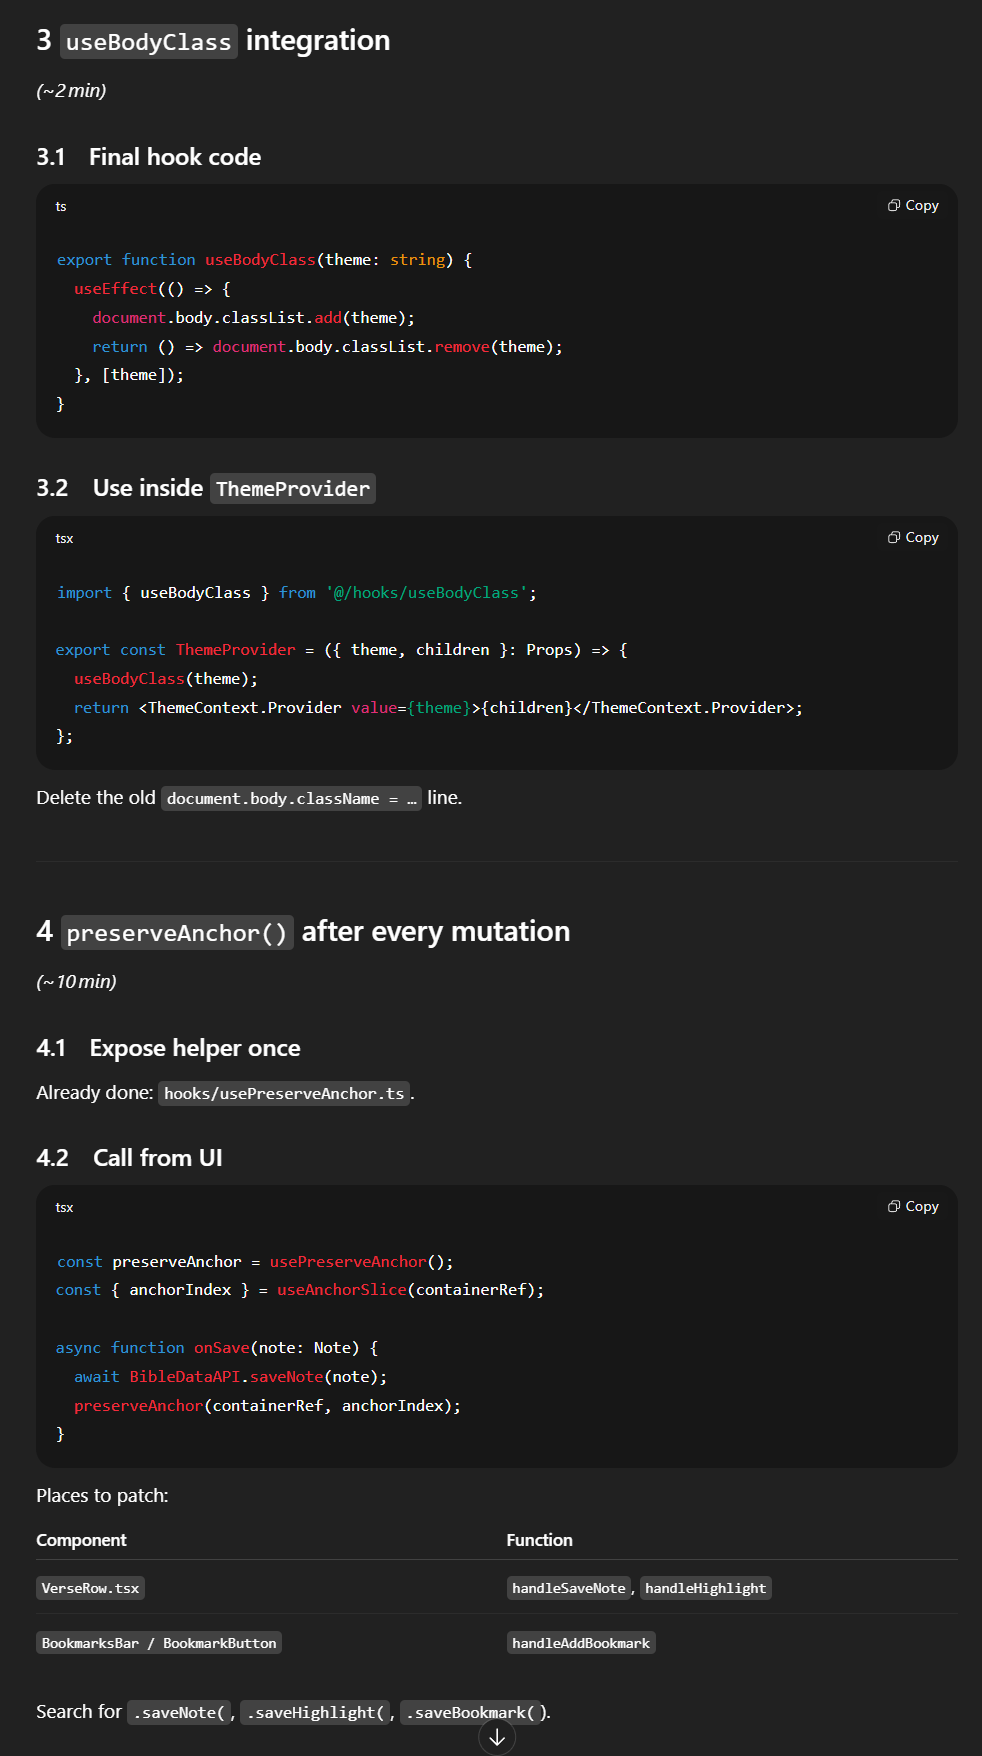 3 useBodyClass integration
(~2 min)
3.1 Final hook code
ts
Copy
export function useBodyClass(theme: string) {
  useEffect(() => {
    document.body.classList.add(theme);
    return () => document.body.classList.remove(theme);
  }, [theme]);
}
3.2 Use inside ThemeProvider
tsx
Copy
import { useBodyClass } from '@/hooks/useBodyClass';
export const ThemeProvider = ({ theme, children }: Props) => {
  useBodyClass(theme);
  return <ThemeContext.Provider value={theme}>{children}</ThemeContext.Provider>;
};
Delete the old document.body.className = … line.
4 preserveAnchor() after every mutation
(~10 min)
4.1 Expose helper once
Already done: hooks/usePreserveAnchor.ts.
4.2 Call from UI
tsx
Copy
const preserveAnchor = usePreserveAnchor();
const { anchorIndex } = useAnchorSlice(containerRef);
async function onSave(note: Note) {
  await BibleDataAPI.saveNote(note);
  preserveAnchor(containerRef, anchorIndex);
}
Places to patch:
Component Function
VerseRow.tsx handleSaveNote, handleHighlight
BookmarksBar / BookmarkButton handleAddBookmark
Search for .saveNote(, .saveHighlight(, .saveBookmark().